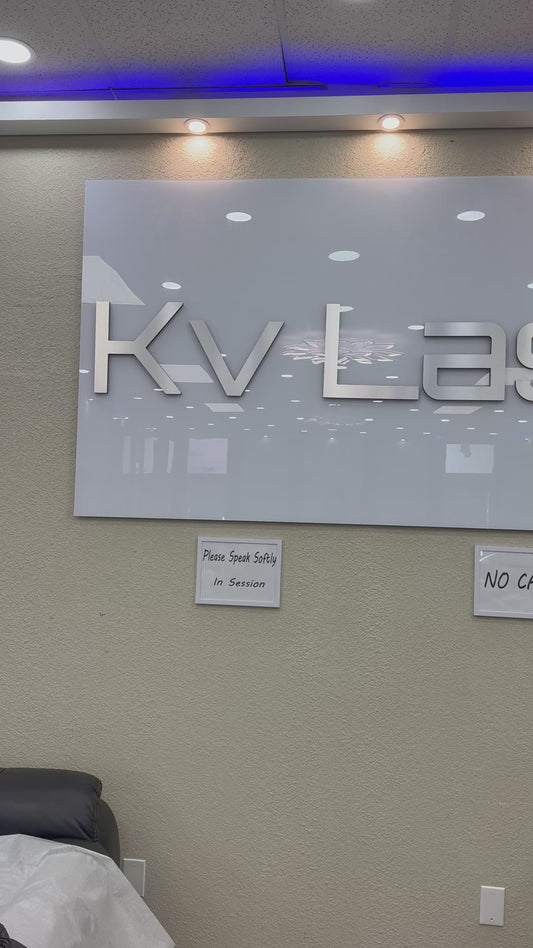 Kv Las
Please Speak Softly
In Session
NO CA